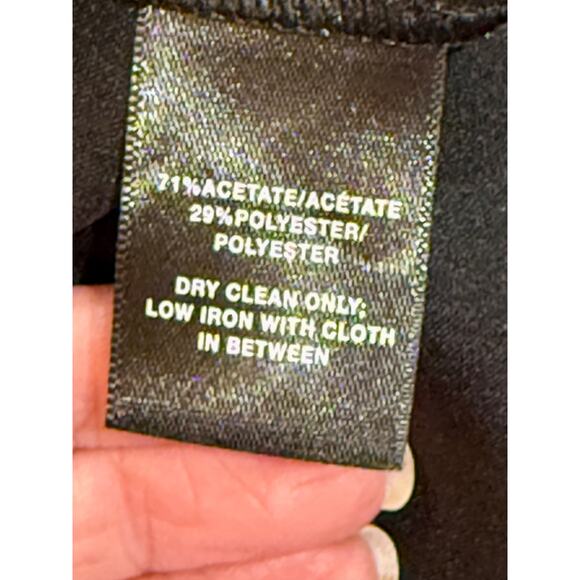 71%ACETATE/ACÉTATE
29%POLYESTER/
POLYESTER
DRY CLEAN ONLY;
LOW IRON WITH CLOTH
IN BETWEEN